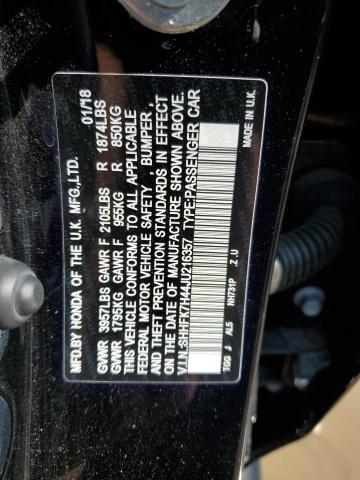 MFD.BY HONDA OF THE U.K. MFG.,LTD. 01/18
GVWR 3957LBS GAWR F 2105LBS R 1874LBS
GVWR 1795KG GAWR F 955KG R 850KG
THIS VEHICLE CONFORMS TO ALL APPLICABLE
FEDERAL MOTOR VEHICLE SAFETY , BUMPER ,
AND THEFT PREVENTION STANDARDS IN EFFECT
ON THE DATE OF MANUFACTURE SHOWN ABOVE.
V.I.N.:SHHFK7H44JU216357 TYPE:PASSENGER CAR
NH731P Z U MADE IN U.K.
TGG J AL5